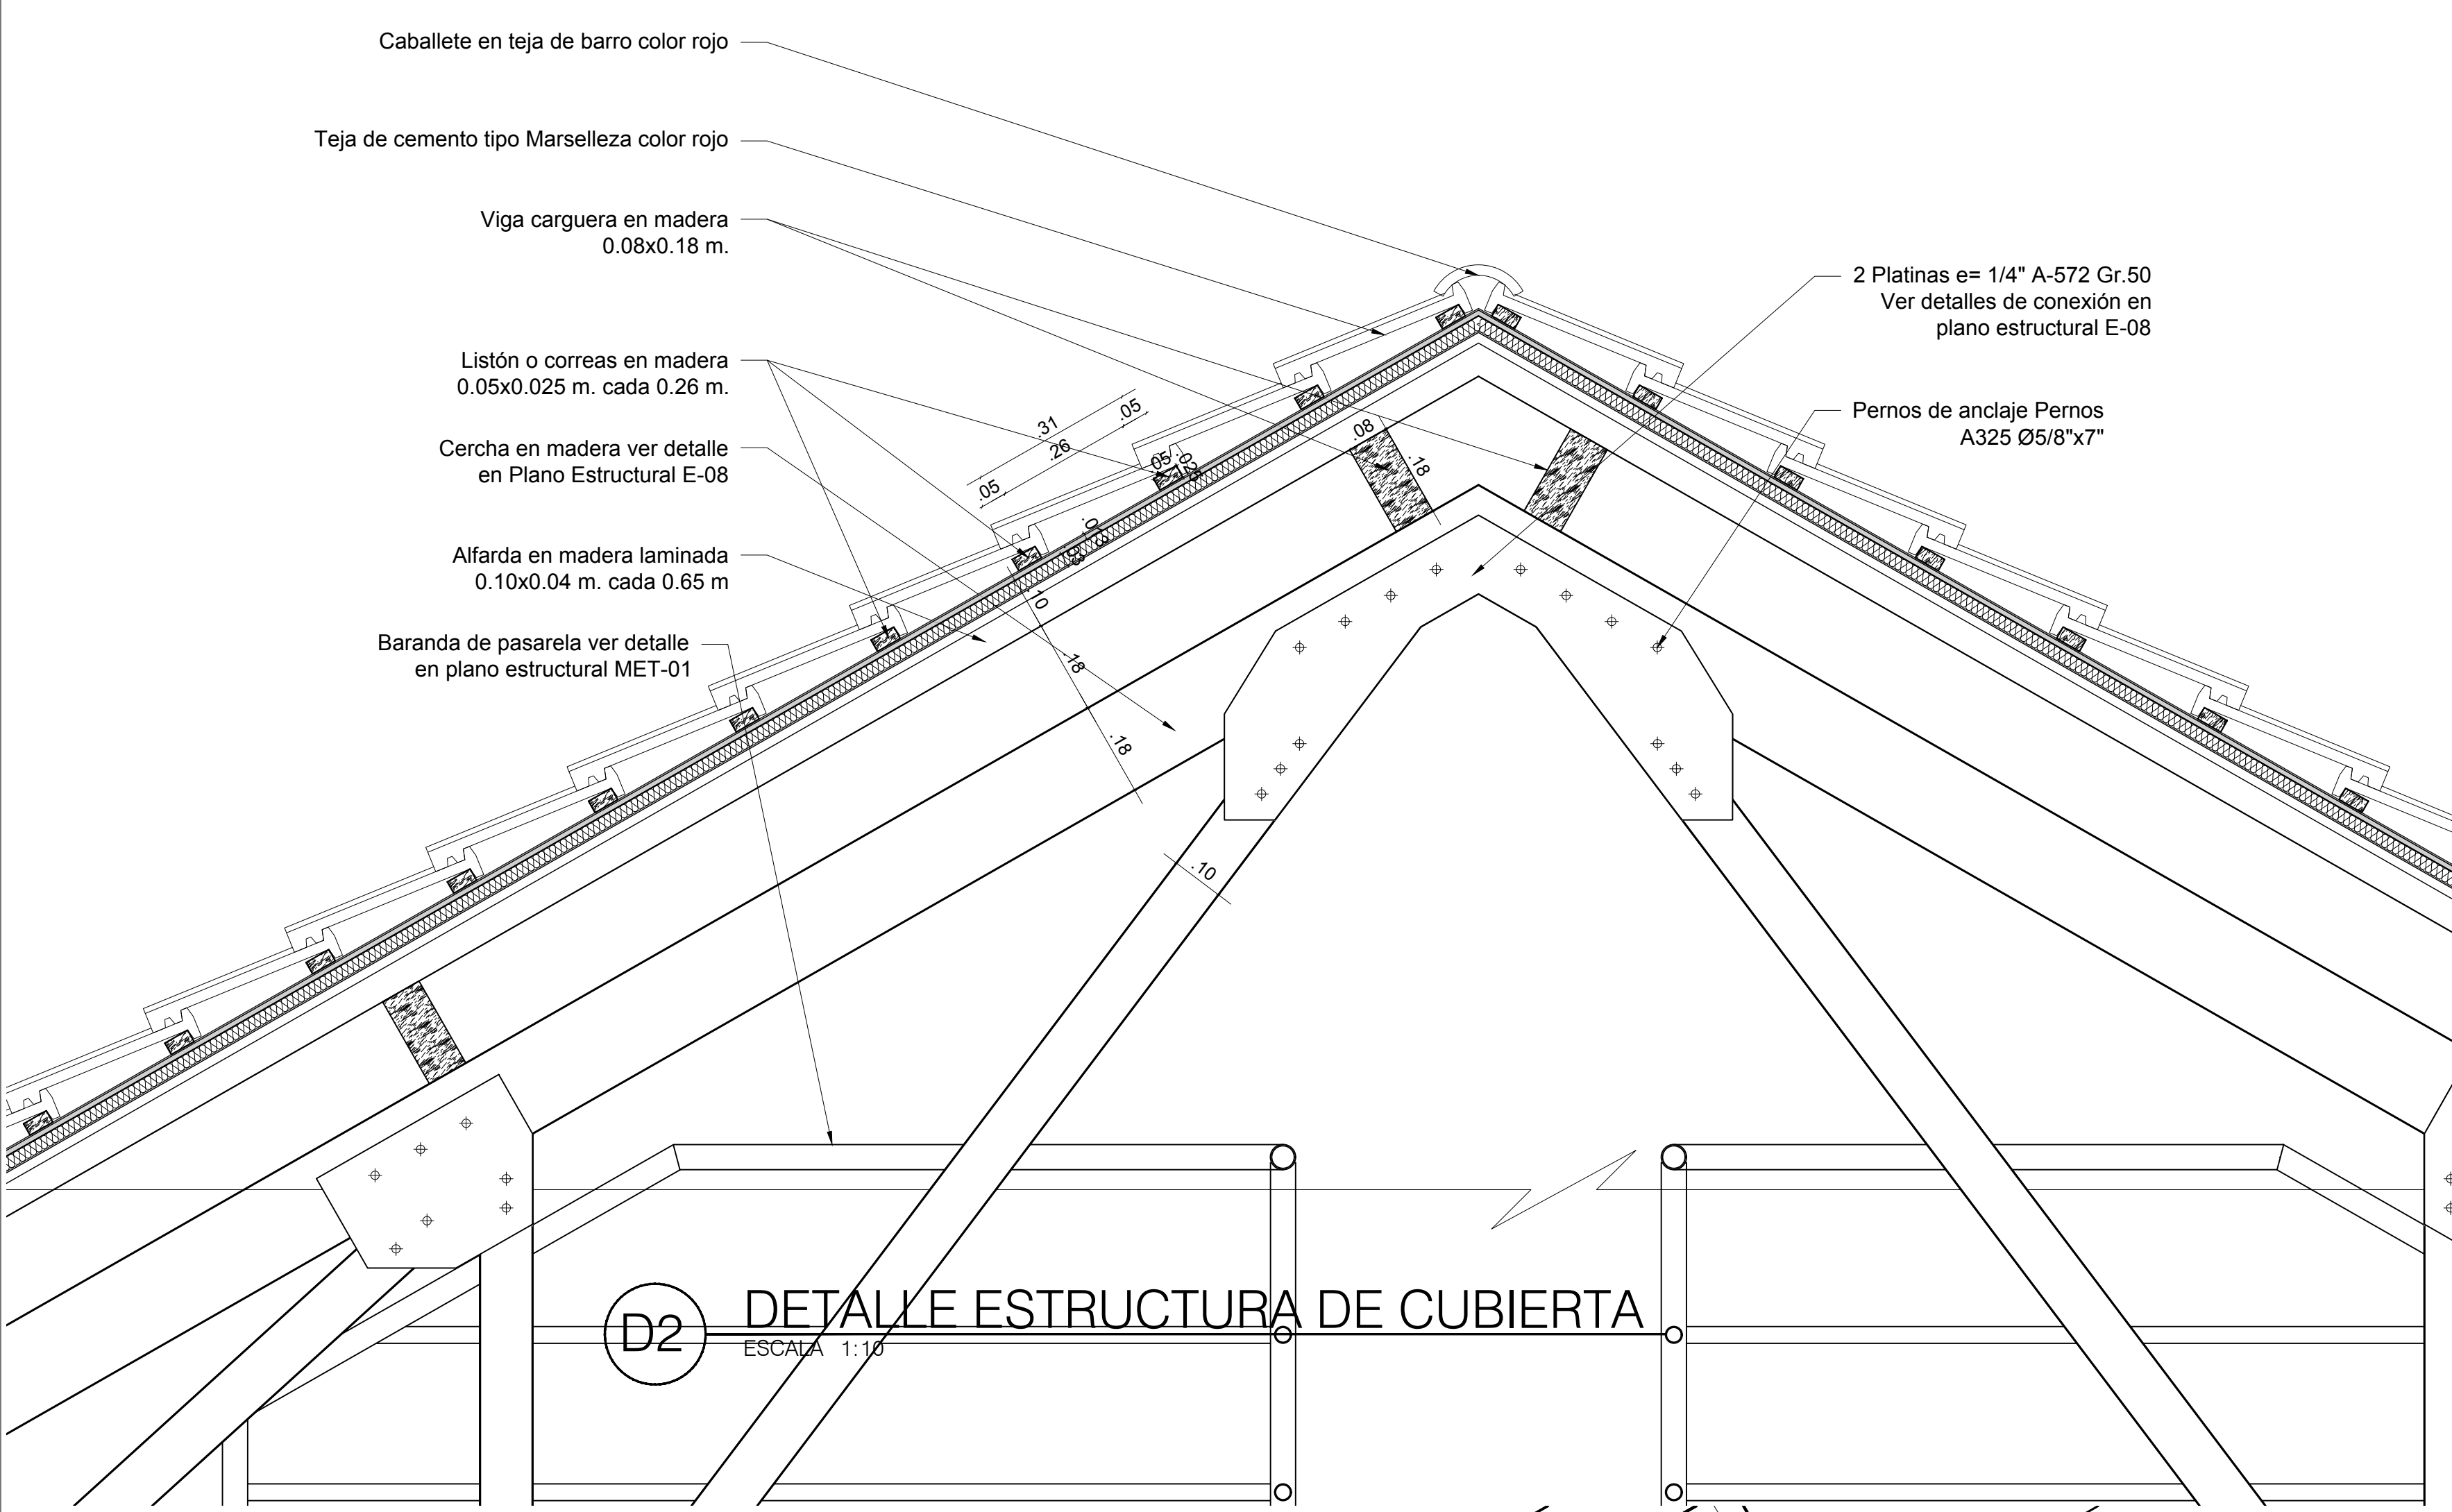 Caballete en teja de barro color rojo
Teja de cemento tipo Marselleza color rojo
Viga carguera en madera
0.08x0.18 m.
Listón o correas en madera
0.05x0.025 m. cada 0.26 m.
Cercha en madera ver detalle
en Plano Estructural E-08
Alfarda en madera laminada
0.10x0.04 m. cada 0.65 m
Baranda de pasarela ver detalle
en plano estructural MET-01
2 Platinas e= 1/4" A-572 Gr.50
Ver detalles de conexión en
plano estructural E-08
Pernos de anclaje Pernos
A325 Ø5/8"x7"
.31
.05
.26
.05
.05
.08
.18
.10
.18
.18
.10
D2
DETALLE ESTRUCTURA DE CUBIERTA
ESCALA 1:10